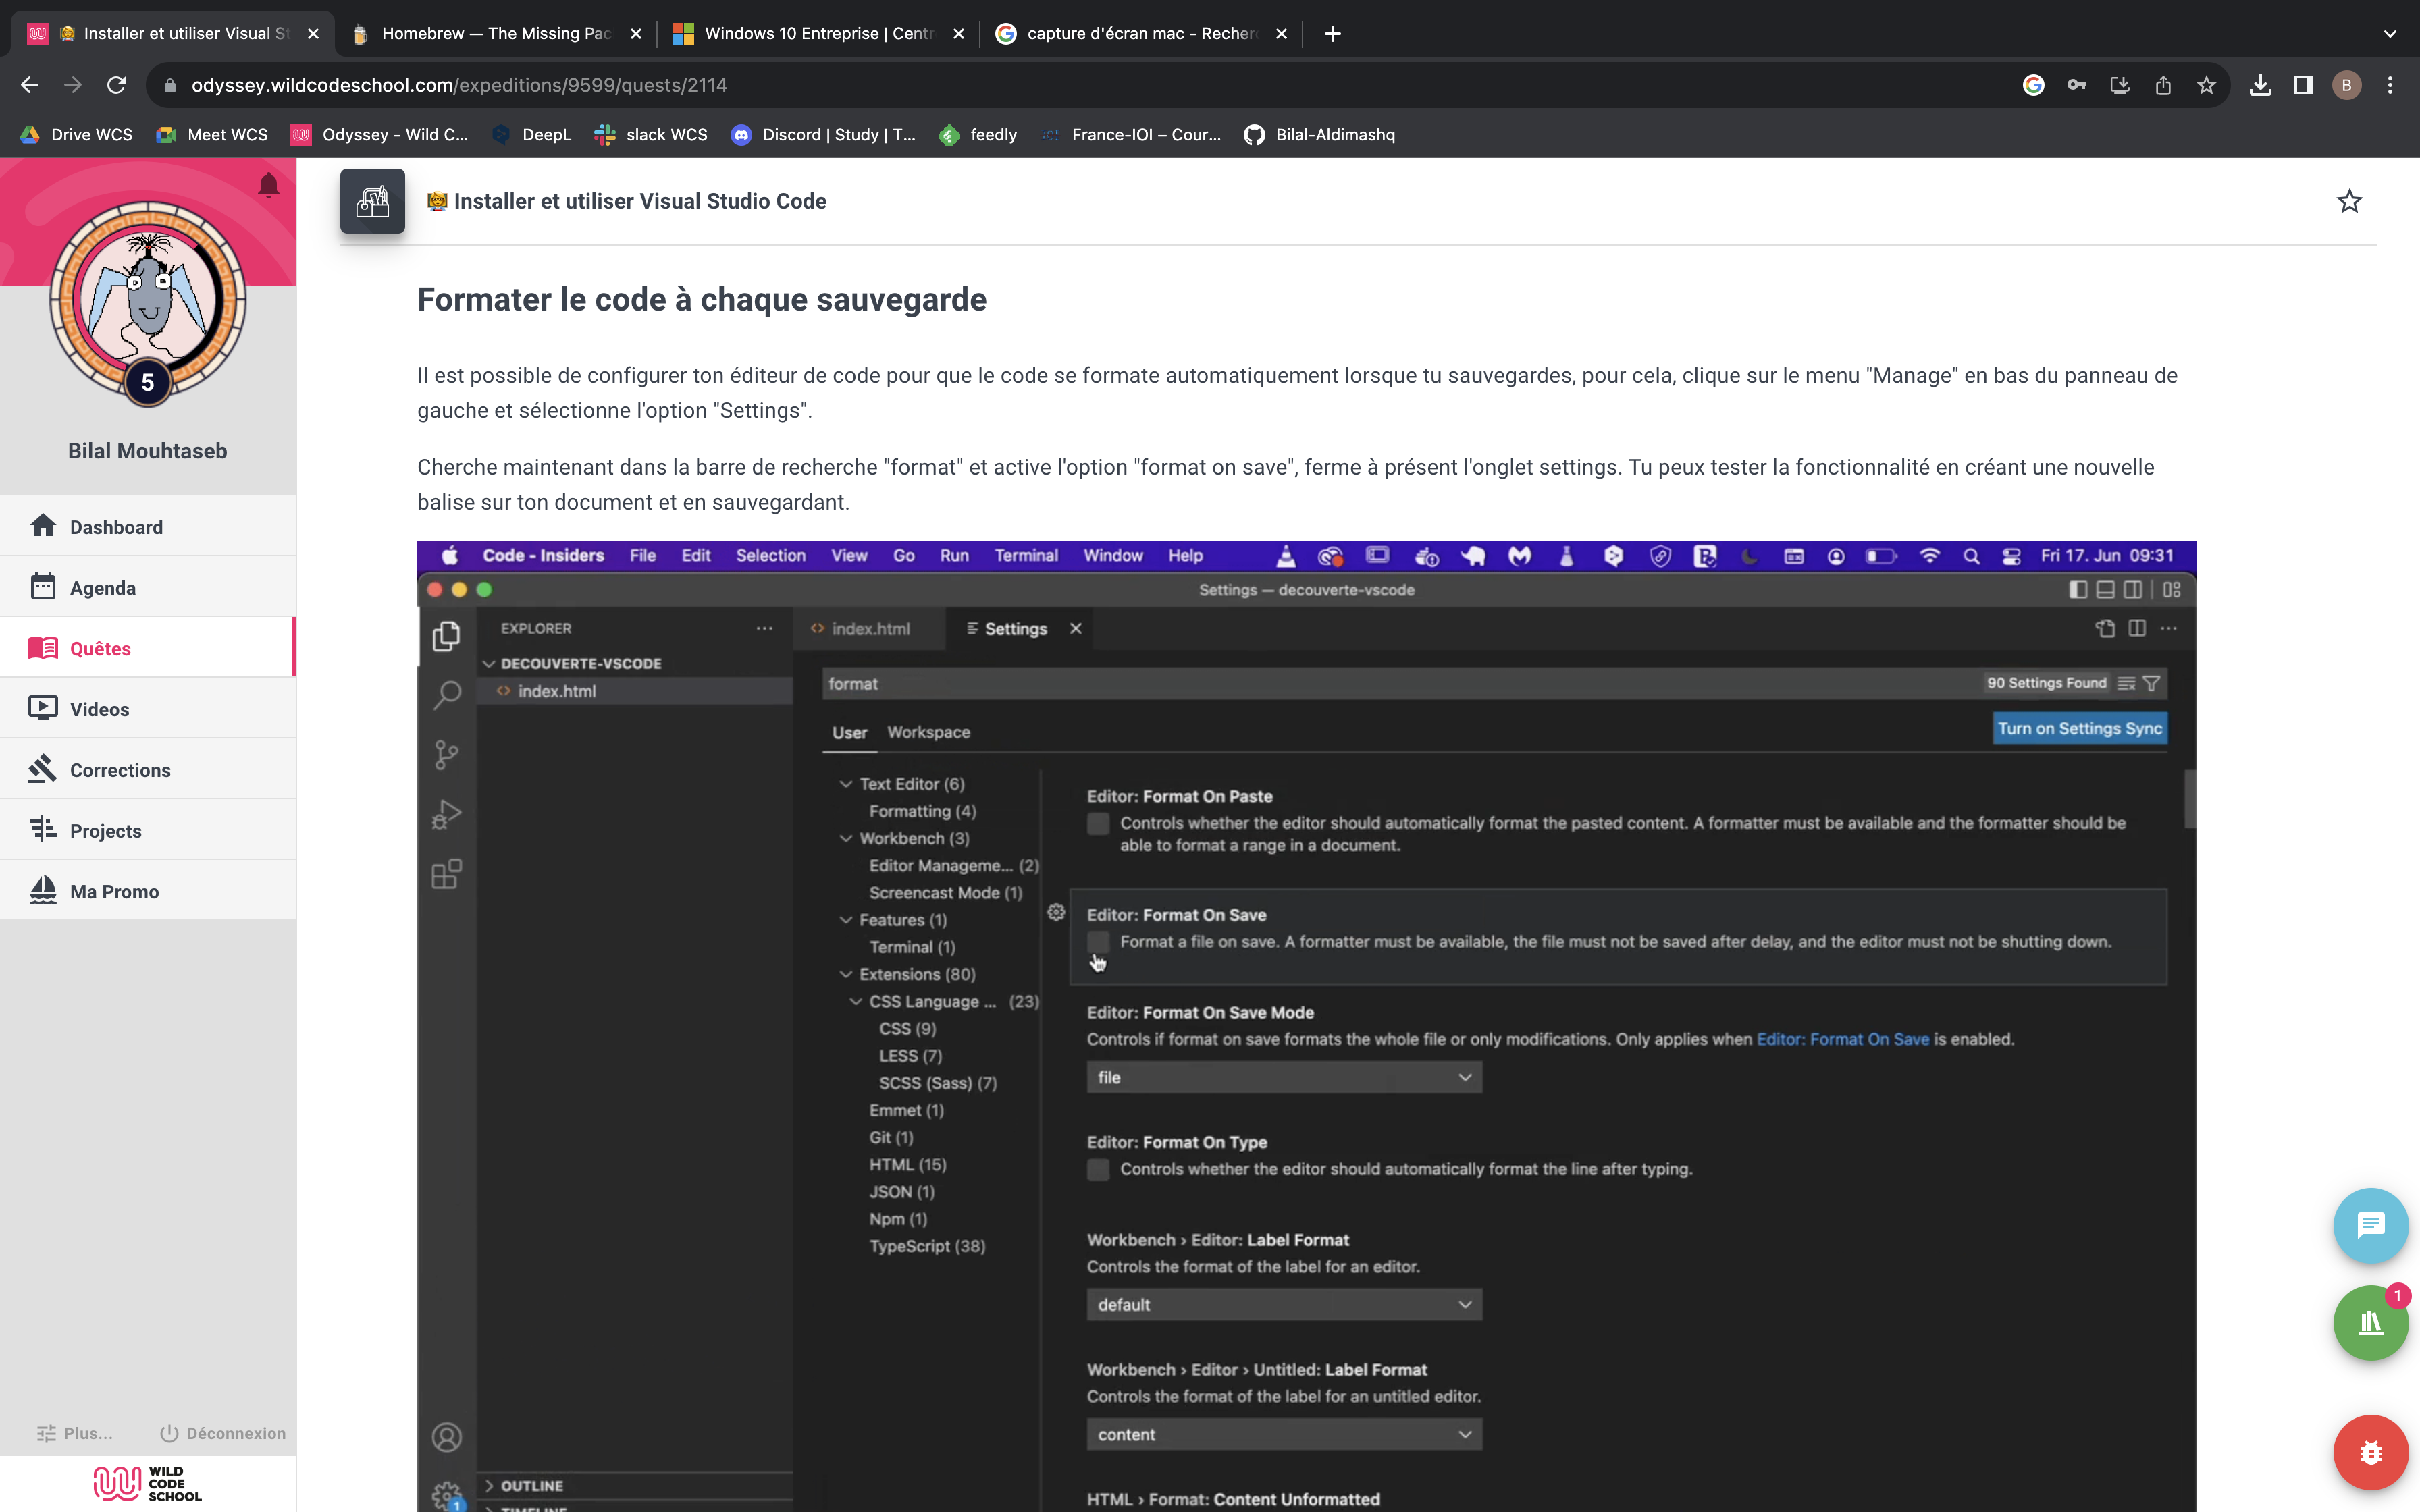 Installer et utiliser Visual St
Homebrew — The Missing Pac
Windows 10 Entreprise | Centr
capture d'écran mac - Recher
odyssey.wildcodeschool.com/expeditions/9599/quests/2114
B
Drive WCS
Meet WCS
Odyssey - Wild C...
DeepL
slack WCS
Discord | Study | T...
feedly
France-IOI – Cour...
Bilal-Aldimashq
5
Bilal Mouhtaseb
Dashboard
Agenda
Quêtes
Videos
Corrections
Projects
Ma Promo
Plus...
Déconnexion
WILD
CODE
SCHOOL
Installer et utiliser Visual Studio Code
Formater le code à chaque sauvegarde
Il est possible de configurer ton éditeur de code pour que le code se formate automatiquement lorsque tu sauvegardes, pour cela, clique sur le menu "Manage" en bas du panneau de
gauche et sélectionne l'option "Settings".
Cherche maintenant dans la barre de recherche "format" et active l'option "format on save", ferme à présent l'onglet settings. Tu peux tester la fonctionnalité en créant une nouvelle
balise sur ton document et en sauvegardant.
Code - Insiders File Edit Selection View Go Run Terminal Window Help
Fri 17. Jun 09:31
Settings — decouverte-vscode
EXPLORER
DECOUVERTE-VSCODE
index.html
OUTLINE
TIMELINE
1
index.html
Settings
format
90 Settings Found
User Workspace
Turn on Settings Sync
Text Editor (6)
Formatting (4)
Workbench (3)
Editor Manageme... (2)
Screencast Mode (1)
Features (1)
Terminal (1)
Extensions (80)
CSS Language ... (23)
CSS (9)
LESS (7)
SCSS (Sass) (7)
Emmet (1)
Git (1)
HTML (15)
JSON (1)
Npm (1)
TypeScript (38)
Editor: Format On Paste
Controls whether the editor should automatically format the pasted content. A formatter must be available and the formatter should be
able to format a range in a document.
Editor: Format On Save
Format a file on save. A formatter must be available, the file must not be saved after delay, and the editor must not be shutting down.
Editor: Format On Save Mode
Controls if format on save formats the whole file or only modifications. Only applies when Editor: Format On Save is enabled.
file
Editor: Format On Type
Controls whether the editor should automatically format the line after typing.
Workbench › Editor: Label Format
Controls the format of the label for an editor.
default
Workbench › Editor › Untitled: Label Format
Controls the format of the label for an untitled editor.
content
HTML › Format: Content Unformatted
1